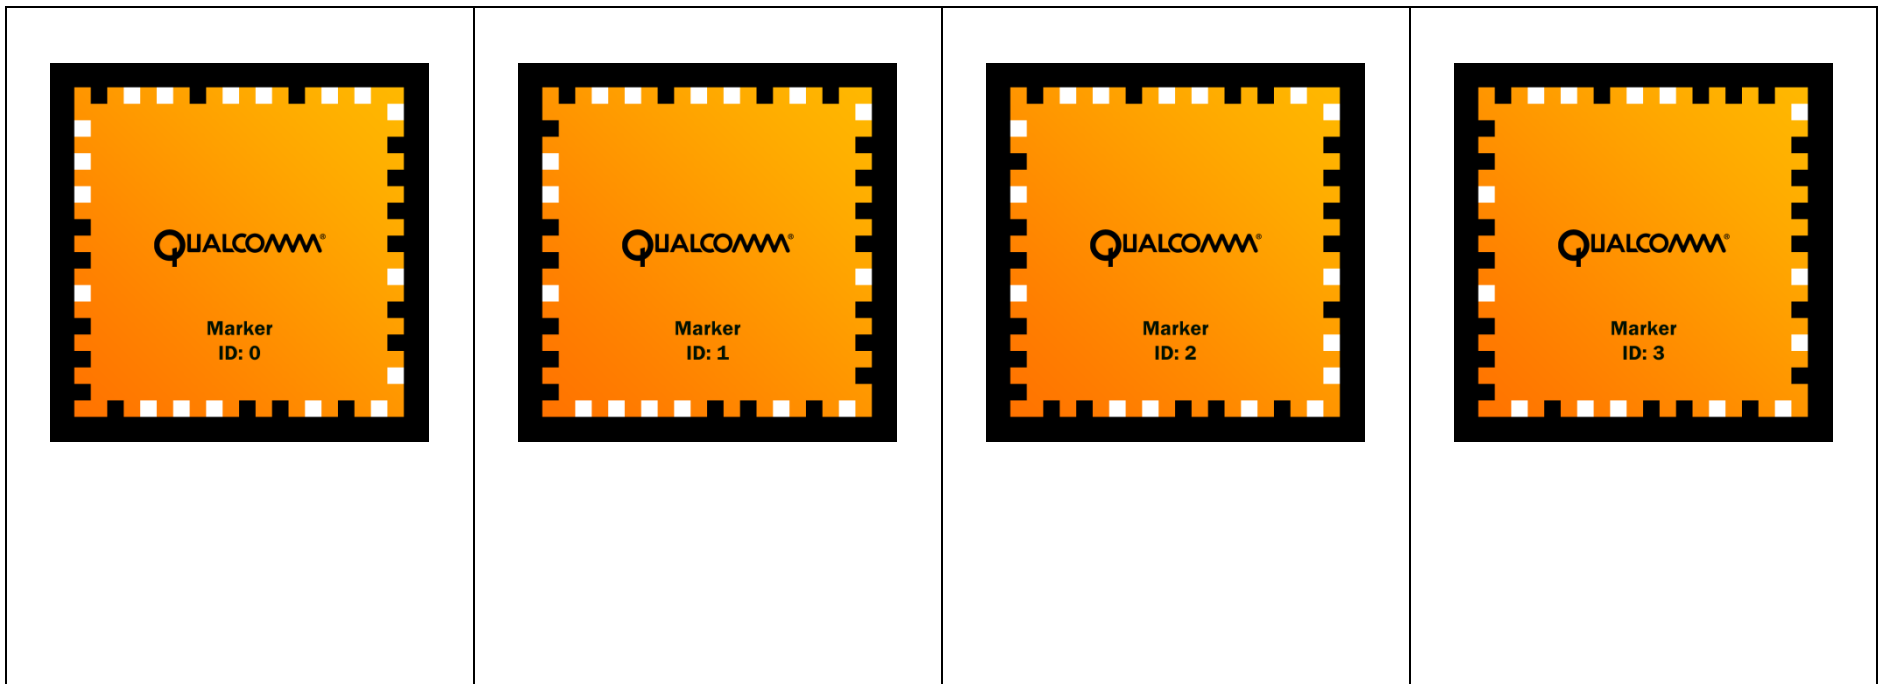 QUALCOMM®
Marker
ID: 0
QUALCOMM®
Marker
ID: 1
QUALCOMM®
Marker
ID: 2
QUALCOMM®
Marker
ID: 3